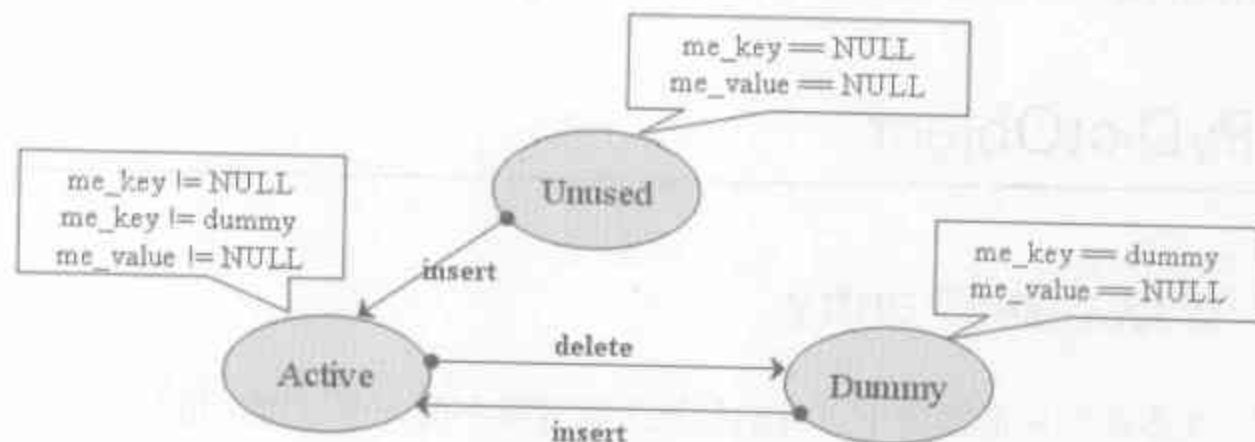 me_key == NULL
me_value == NULL
Unused
me_key != NULL
me_key != dummy
me_value != NULL
insert
me_key == dummy
me_value == NULL
Active
delete
Dummy
insert